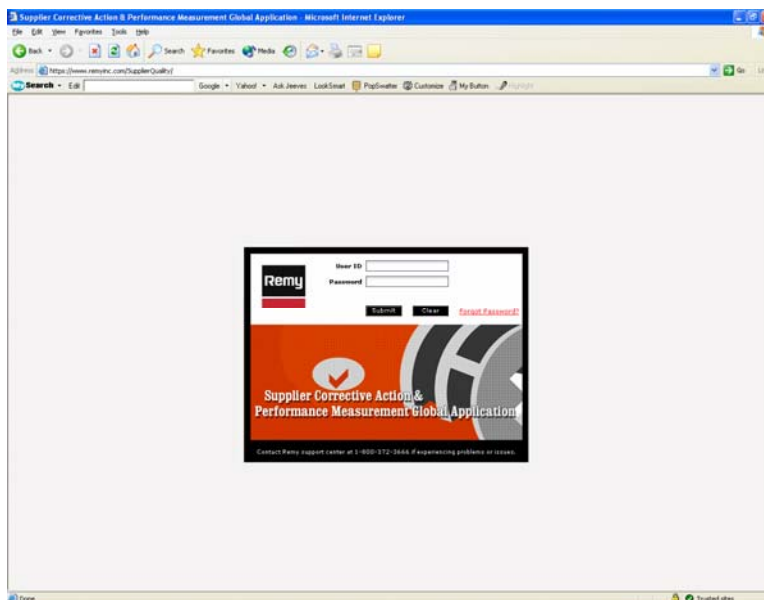 Supplier Corrective Action & Performance Measurement Global Application - Microsoft Internet Explorer
File Edit View Favorites Tools Help
Back Search Favorites Media
Address https://www.remyinc.com/SupplierQuality/ Go
Search Edit Google Yahoo! Ask Jeeves LookSmart PopSwatter Customize My Button Highlight
User ID
Remy
Password
Submit Clear Forgot Password?
Supplier Corrective Action &
Performance Measurement Global Application
Contact Remy support center at 1-800-372-3666 if experiencing problems or issues.
Done Trusted sites